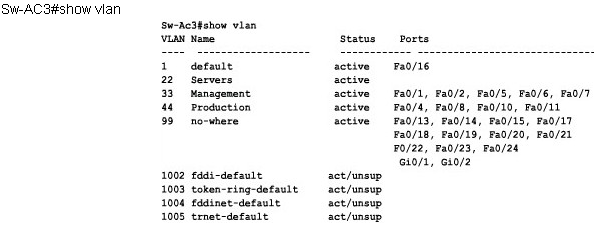 Sw-AC3#show vlan
Sw-Ac3#show vlan
VLAN Name Status Ports
---- ------------------- ------------ ------------------------------
1 default active Fa0/16
22 Servers active
33 Management active Fa0/1, Fa0/2, Fa0/5, Fa0/6, Fa0/7
44 Production active Fa0/4, Fa0/8, Fa0/10, Fa0/11
99 no-where active Fa0/13, Fa0/14, Fa0/15, Fa0/17
Fa0/18, Fa0/19, Fa0/20, Fa0/21
F0/22, Fa0/23, Fa0/24
Gi0/1, Gi0/2
1002 fddi-default act/unsup
1003 token-ring-default act/unsup
1004 fddinet-default act/unsup
1005 trnet-default act/unsup